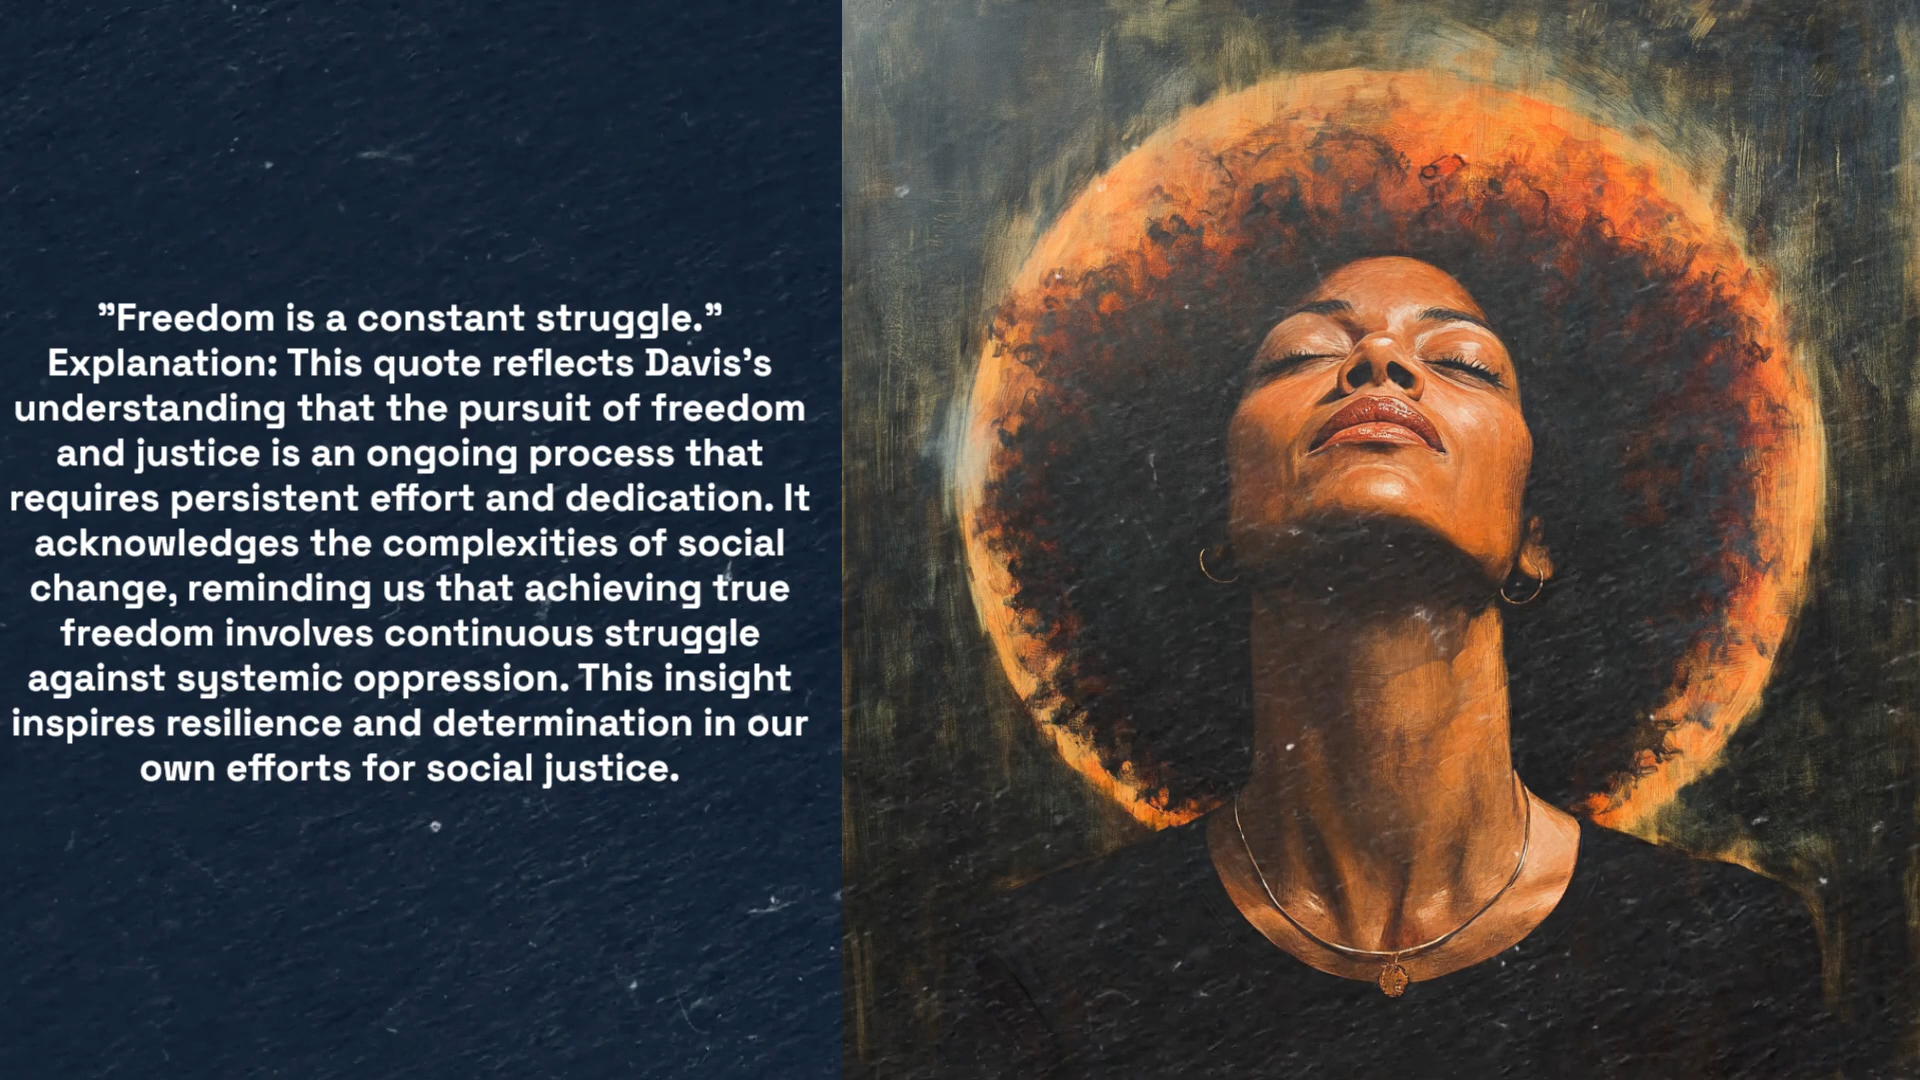 ”Freedom is a constant struggle.”
Explanation: This quote reflects Davis’s
understanding that the pursuit of freedom
and justice is an ongoing process that
requires persistent effort and dedication. It
acknowledges the complexities of social
change, reminding us that achieving true
freedom involves continuous struggle
against systemic oppression. This insight
inspires resilience and determination in our
own efforts for social justice.